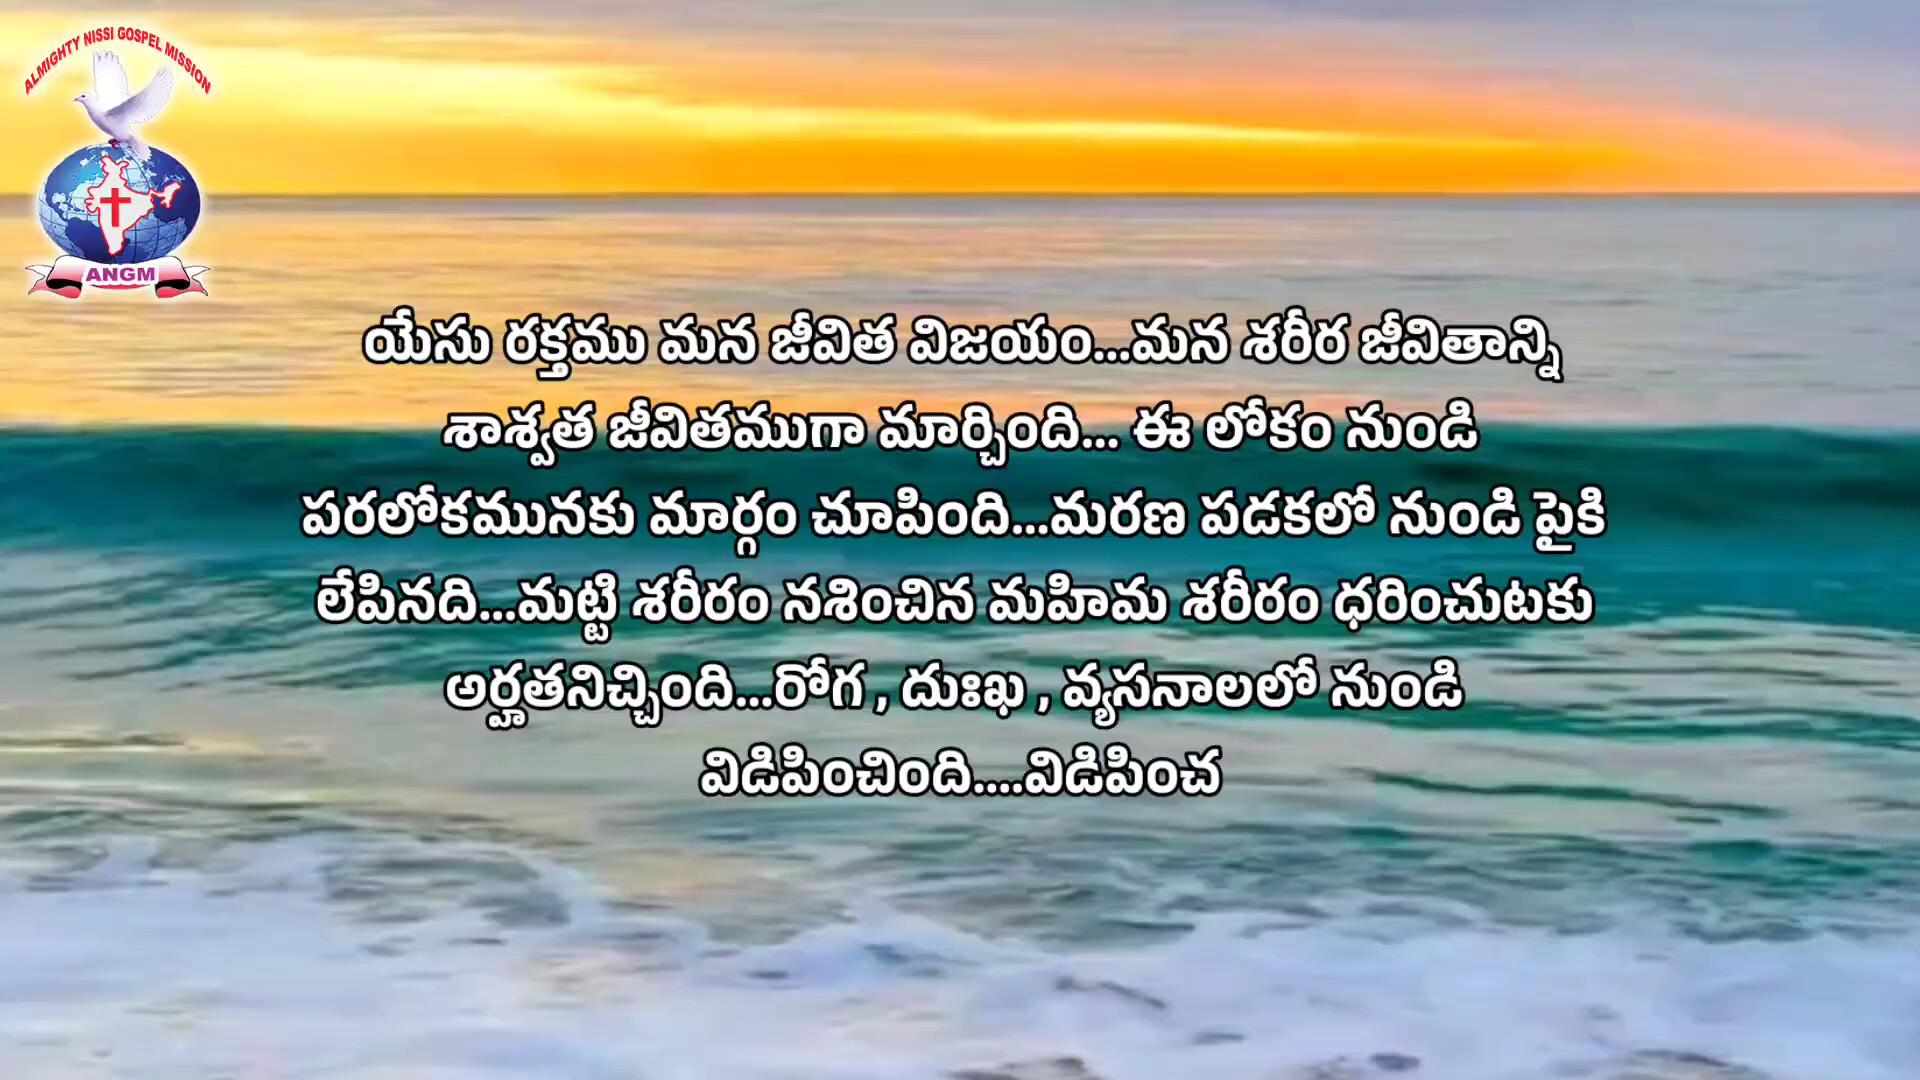 ALMIGHTY NISSI GOSPEL MISSION
ANGM
యేసు రక్తము మన జీవిత విజయం...మన శరీర జీవితాన్ని
శాశ్వత జీవితముగా మార్చింది... ఈ లోకం నుండి
పరలోకమునకు మార్గం చూపింది...మరణ పడకలో నుండి పైకి
లేపినది...మట్టి శరీరం నశించిన మహిమ శరీరం ధరించుటకు
అర్హతనిచ్చింది...రోగ , దుఃఖ , వ్యసనాలలో నుండి
విడిపించింది....విడిపించ